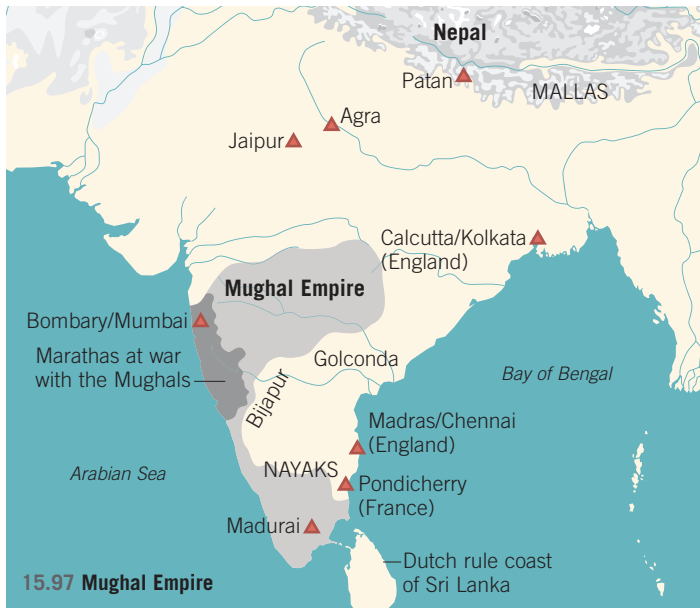 Nepal
Patan
MALLAS
Agra
Jaipur
Calcutta/Kolkata
(England)
Mughal Empire
Bombary/Mumbai
Marathas at war
with the Mughals
Golconda
Bijapur
Bay of Bengal
Madras/Chennai
(England)
Arabian Sea
NAYAKS
Pondicherry
(France)
Madurai
Dutch rule coast
of Sri Lanka
15.97 Mughal Empire